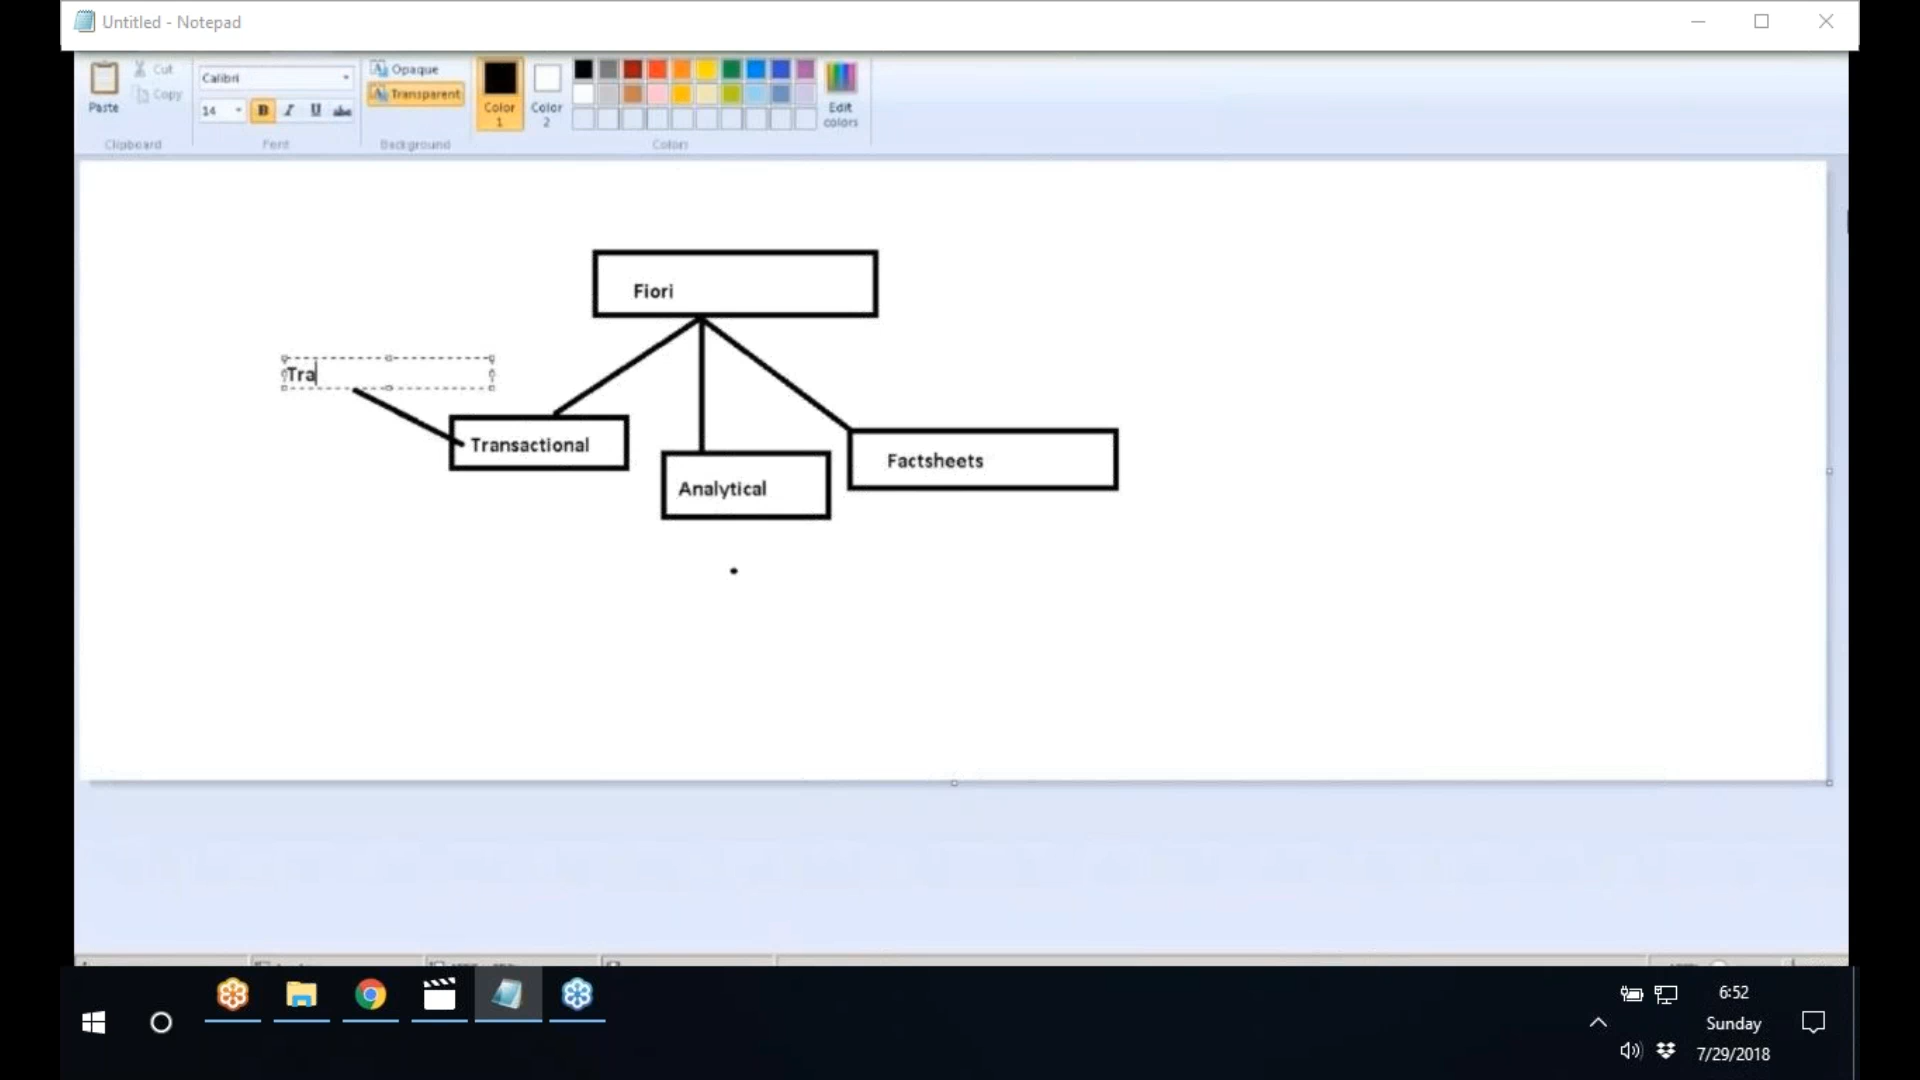 Untitled - Notepad
Cut
Copy
Paste
Clipboard
Calibri
14
B I U abc
Font
Opaque
Transparent
Background
Color 1
Color 2
Edit colors
Colors
Fiori
Tra
Transactional
Analytical
Factsheets
6:52
Sunday
7/29/2018